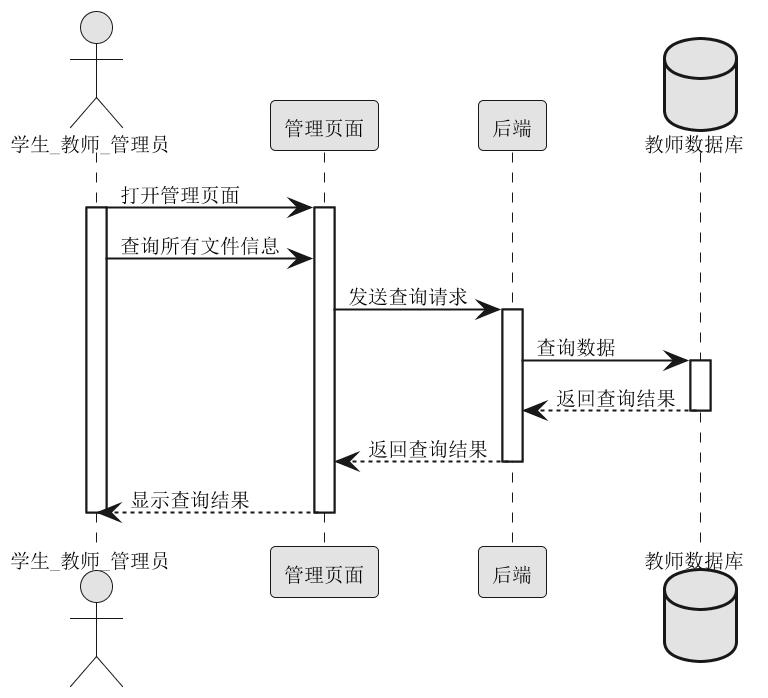 学生_教师_管理员
管理页面
后端
教师数据库
打开管理页面
查询所有文件信息
发送查询请求
查询数据
返回查询结果
返回查询结果
显示查询结果
学生_教师_管理员
管理页面
后端
教师数据库